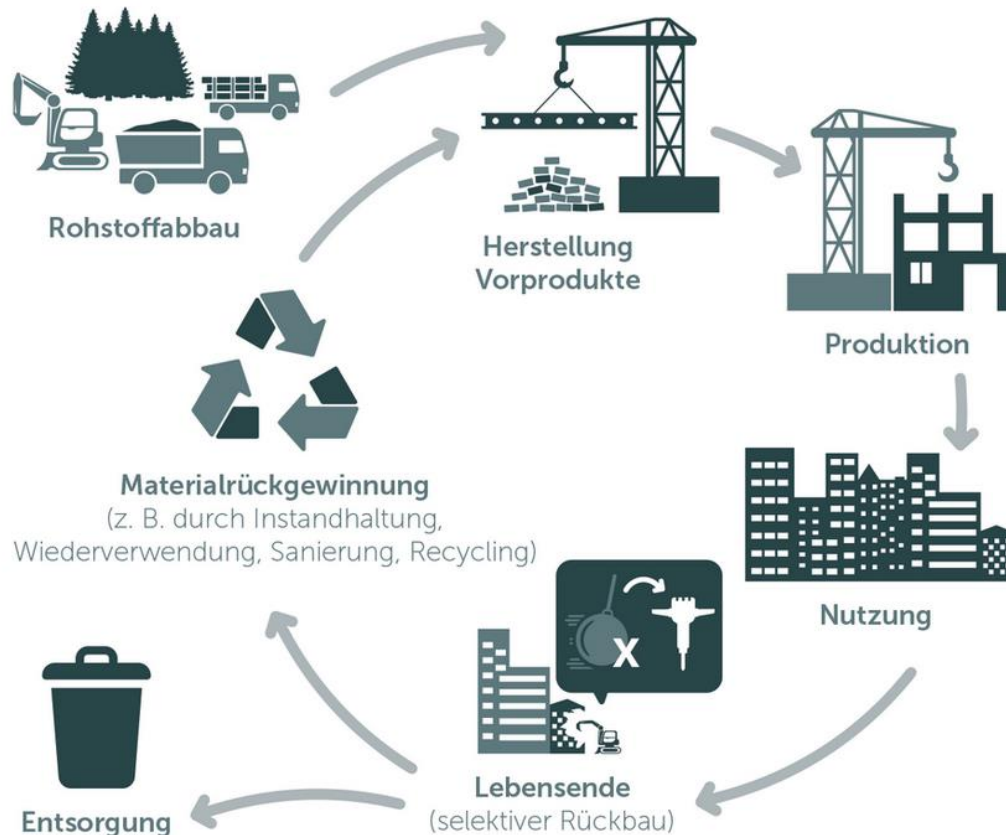 Rohstoffabbau
Herstellung
Vorprodukte
Produktion
Materialrückgewinnung
(z. B. durch Instandhaltung,
Wiederverwendung, Sanierung, Recycling)
Nutzung
X
Lebensende
(selektiver Rückbau)
Entsorgung